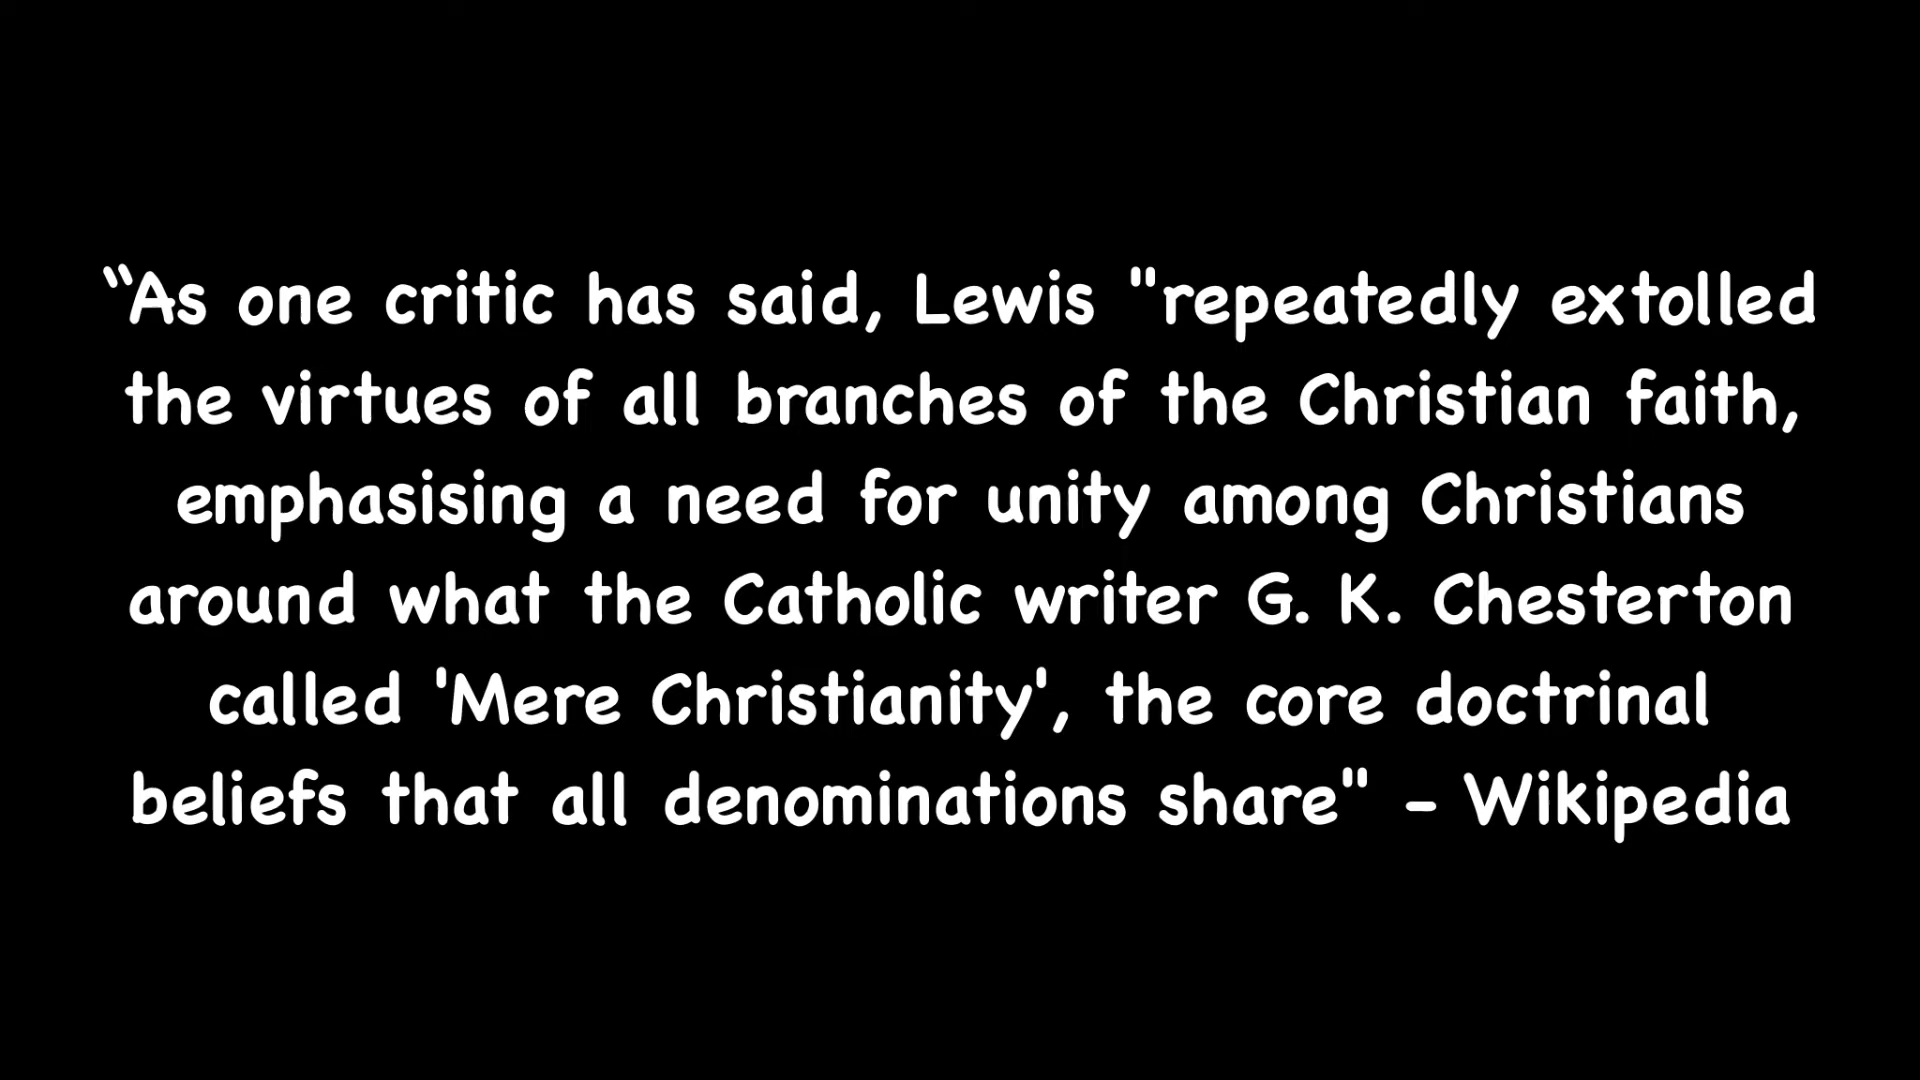 “As one critic has said, Lewis "repeatedly extolled
the virtues of all branches of the Christian faith,
emphasising a need for unity among Christians
around what the Catholic writer G. K. Chesterton
called 'Mere Christianity', the core doctrinal
beliefs that all denominations share" - Wikipedia